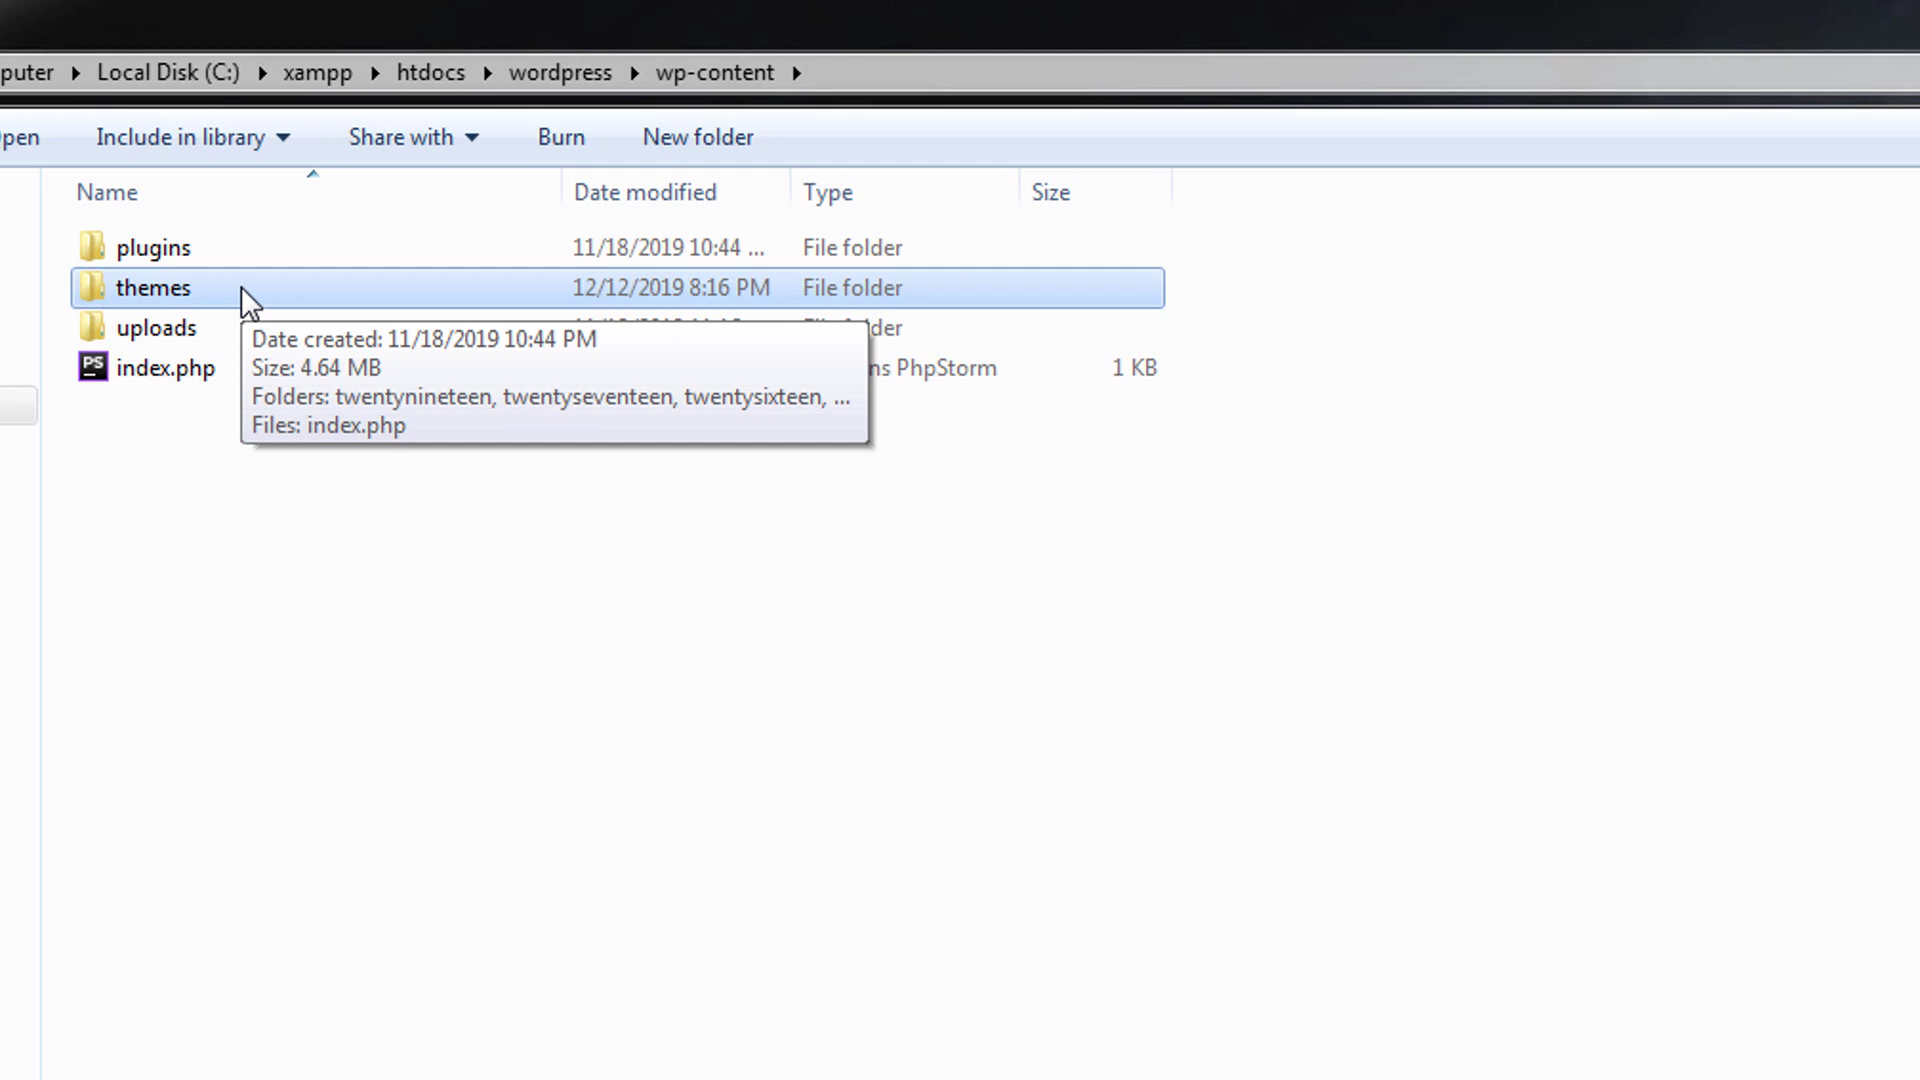 puter ▸ Local Disk (C:) ▸ xampp ▸ htdocs ▸ wordpress ▸ wp-content ▸
pen Include in library Share with Burn New folder
Name Date modified Type Size
plugins 11/18/2019 10:44 ... File folder
themes 12/12/2019 8:16 PM File folder
uploads der
index.php ns PhpStorm 1 KB
Date created: 11/18/2019 10:44 PM
Size: 4.64 MB
Folders: twentynineteen, twentyseventeen, twentysixteen, ...
Files: index.php
PS